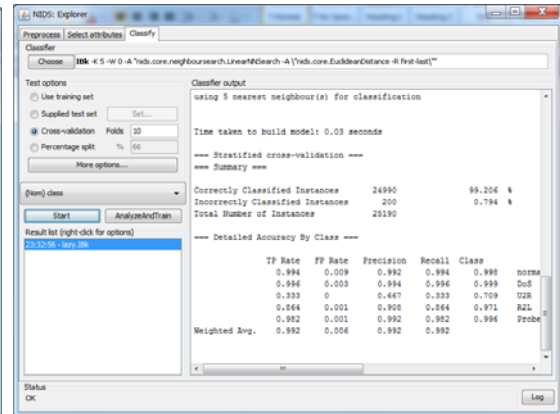 NIDS: Explorer
Preprocess Select attributes Classify
Classifier
Choose IBk -K 5 -W 0 -A "nids.core.neighboursearch.LinearNNSearch -A \"nids.core.EuclideanDistance -R first-last\""
Test options
Use training set
Supplied test set Set...
Cross-validation Folds 10
Percentage split % 66
More options...
(Nom) class
Start AnalyzeAndTrain
Result list (right-click for options)
23:32:56 - lazy.IBk
Classifier output
using 5 nearest neighbour(s) for classification
Time taken to build model: 0.03 seconds
=== Stratified cross-validation ===
=== Summary ===
Correctly Classified Instances 24990 99.206 %
Incorrectly Classified Instances 200 0.794 %
Total Number of Instances 25190
=== Detailed Accuracy By Class ===
TP Rate FP Rate Precision Recall Class
0.994 0.009 0.992 0.994 0.998 norma
0.996 0.003 0.994 0.996 0.999 DoS
0.333 0 0.667 0.333 0.709 U2R
0.864 0.001 0.908 0.864 0.971 R2L
0.982 0.001 0.992 0.982 0.996 Probe
Weighted Avg. 0.992 0.006 0.992 0.992
Status
OK
Log